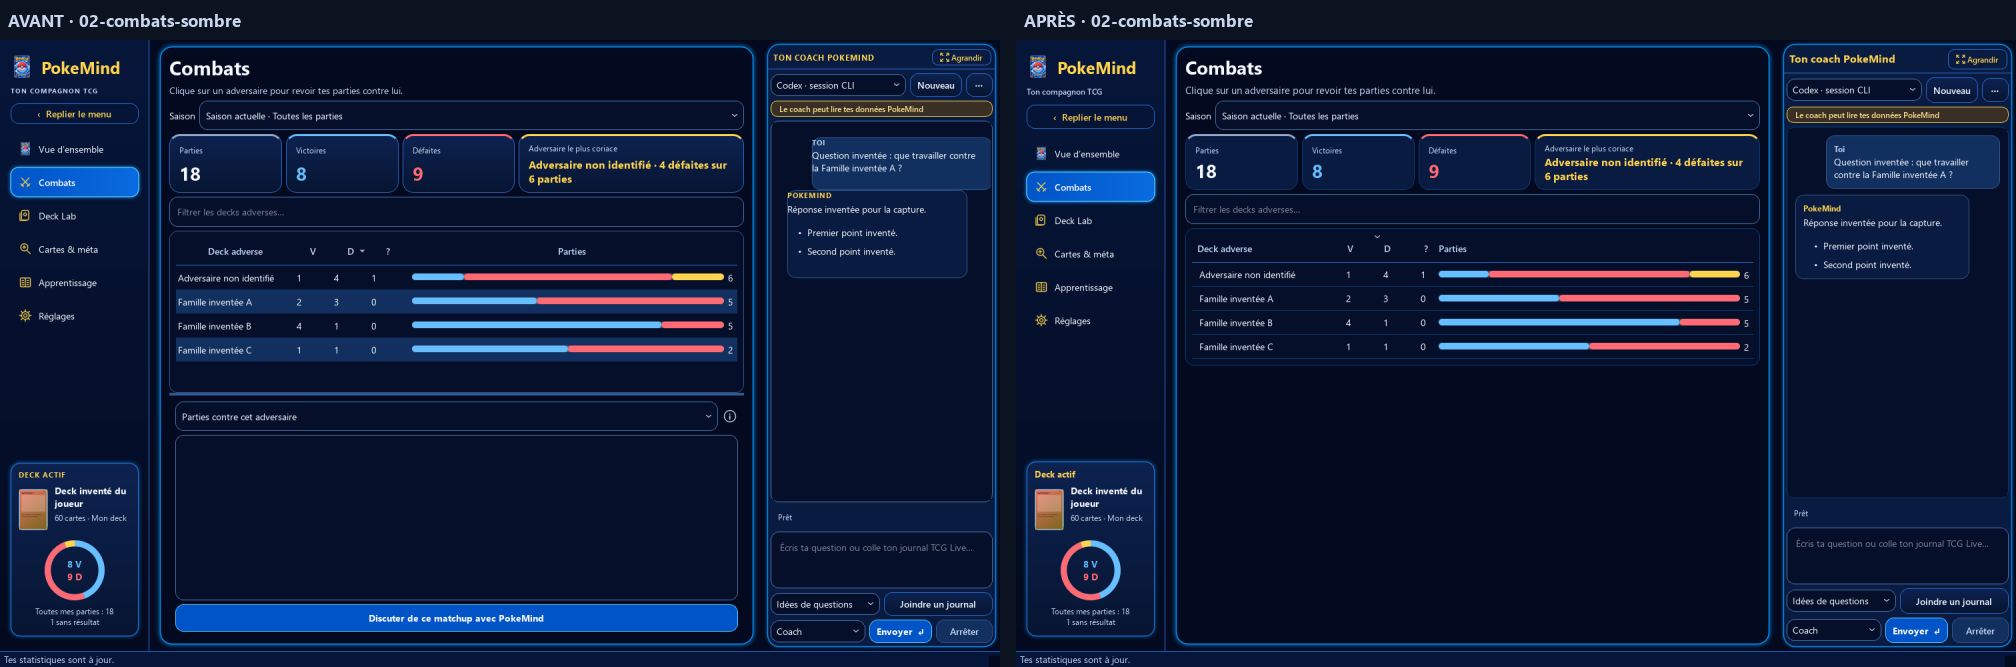 AVANT · 02-combats-sombre
PokeMind
TON COMPAGNON TCG
‹ Replier le menu
Vue d'ensemble
Combats
Deck Lab
Cartes & méta
Apprentissage
Réglages
DECK ACTIF
Deck inventé du
joueur
60 cartes · Mon deck
8 V
9 D
Toutes mes parties : 18
1 sans résultat
Combats
Clique sur un adversaire pour revoir tes parties contre lui.
Saison
Saison actuelle · Toutes les parties
Parties
18
Victoires
8
Défaites
9
Adversaire le plus coriace
Adversaire non identifié · 4 défaites sur
6 parties
Filtrer les decks adverses...
Deck adverse V D ? Parties
Adversaire non identifié 1 4 1 6
Famille inventée A 2 3 0 5
Famille inventée B 4 1 0 5
Famille inventée C 1 1 0 2
Parties contre cet adversaire
Discuter de ce matchup avec PokeMind
TON COACH POKEMIND
Agrandir
Codex · session CLI
Nouveau
...
Le coach peut lire tes données PokeMind
TOI
Question inventée : que travailler contre
la Famille inventée A ?
POKEMIND
Réponse inventée pour la capture.
• Premier point inventé.
• Second point inventé.
Prêt
Écris ta question ou colle ton journal TCG Live...
Idées de questions
Joindre un journal
Coach
Envoyer ↲
Arrêter
Tes statistiques sont à jour.
APRÈS · 02-combats-sombre
PokeMind
Ton compagnon TCG
‹ Replier le menu
Vue d'ensemble
Combats
Deck Lab
Cartes & méta
Apprentissage
Réglages
Deck actif
Deck inventé du
joueur
60 cartes · Mon deck
8 V
9 D
Toutes mes parties : 18
1 sans résultat
Combats
Clique sur un adversaire pour revoir tes parties contre lui.
Saison
Saison actuelle · Toutes les parties
Parties
18
Victoires
8
Défaites
9
Adversaire le plus coriace
Adversaire non identifié · 4 défaites sur
6 parties
Filtrer les decks adverses...
Deck adverse V D ? Parties
Adversaire non identifié 1 4 1 6
Famille inventée A 2 3 0 5
Famille inventée B 4 1 0 5
Famille inventée C 1 1 0 2
Ton coach PokeMind
Agrandir
Codex · session CLI
Nouveau
...
Le coach peut lire tes données PokeMind
Toi
Question inventée : que travailler
contre la Famille inventée A ?
PokeMind
Réponse inventée pour la capture.
• Premier point inventé.
• Second point inventé.
Prêt
Écris ta question ou colle ton journal TCG Live...
Idées de questions
Joindre un journal
Coach
Envoyer ↲
Arrêter
Tes statistiques sont à jour.